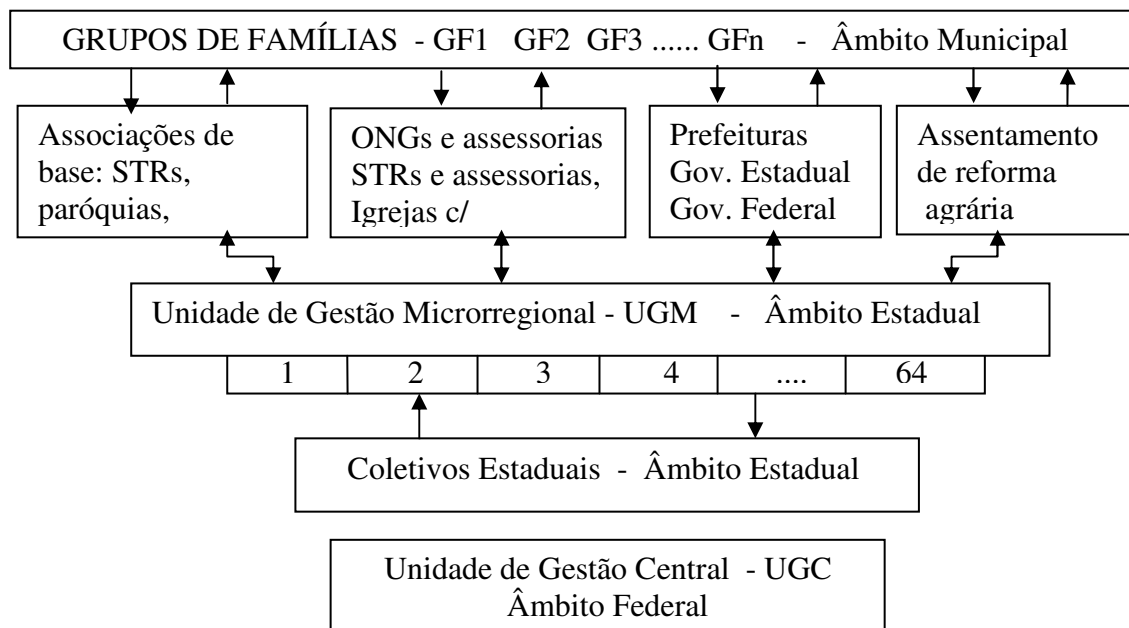 GRUPOS DE FAMÍLIAS - GF1 GF2 GF3 ...... GFn - Âmbito Municipal
Associações de
base: STRs,
paróquias,
ONGs e assessorias
STRs e assessorias,
Igrejas c/
Prefeituras
Gov. Estadual
Gov. Federal
Assentamento
de reforma
agrária
Unidade de Gestão Microrregional - UGM - Âmbito Estadual
1 2 3 4 .... 64
Coletivos Estaduais - Âmbito Estadual
Unidade de Gestão Central - UGC
Âmbito Federal